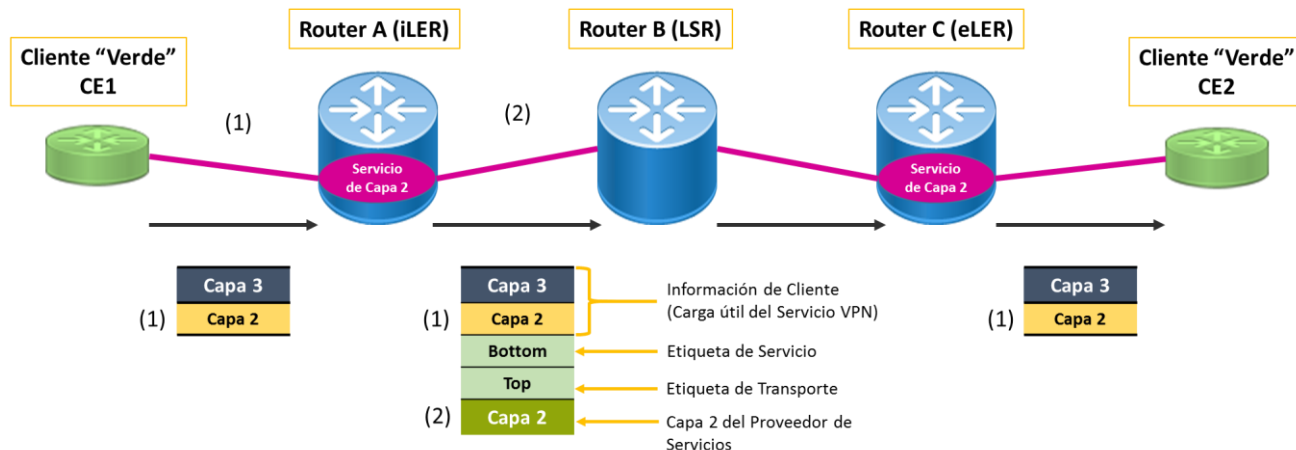 Router A (iLER)
Router B (LSR)
Router C (eLER)
Cliente “Verde”
CE1
Cliente “Verde”
CE2
(1)
(2)
Servicio
de Capa 2
Servicio
de Capa 2
Capa 3
(1)
Capa 2
Capa 3
(1)
Capa 2
Bottom
Top
(2)
Capa 2
Información de Cliente
(Carga útil del Servicio VPN)
Etiqueta de Servicio
Etiqueta de Transporte
Capa 2 del Proveedor de
Servicios
Capa 3
(1)
Capa 2